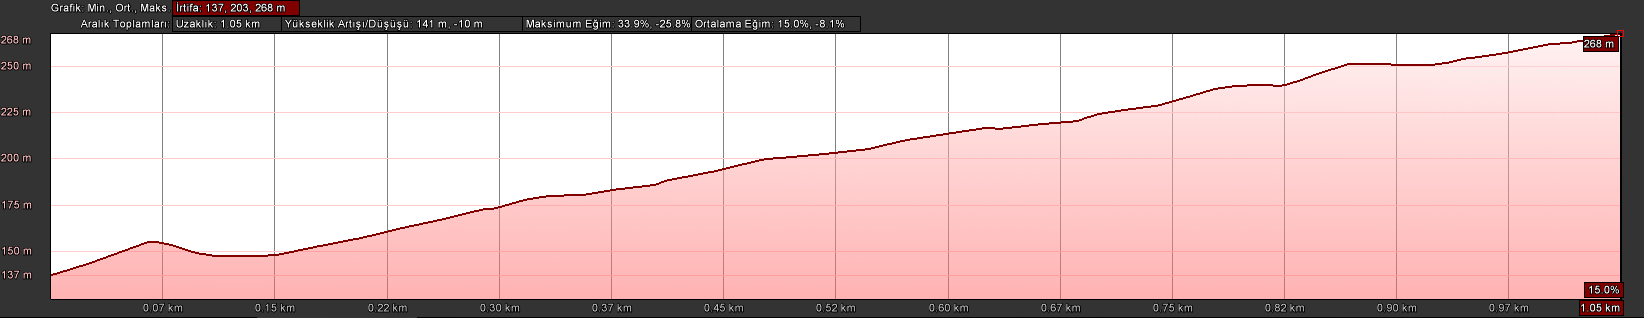 Grafik: Min., Ort., Maks İrtifa: 137, 203, 268 m
Aralık Toplamları: Uzaklık: 1.05 km Yükseklik Artışı/Düşüşü: 141 m, -10 m Maksimum Eğim: 33.9%, -25.8% Ortalama Eğim: 15.0%, -8.1%
268 m
268 m
250 m
225 m
200 m
175 m
150 m
137 m
15.0%
0.07 km 0.15 km 0.22 km 0.30 km 0.37 km 0.45 km 0.52 km 0.60 km 0.67 km 0.75 km 0.82 km 0.90 km 0.97 km 1.05 km